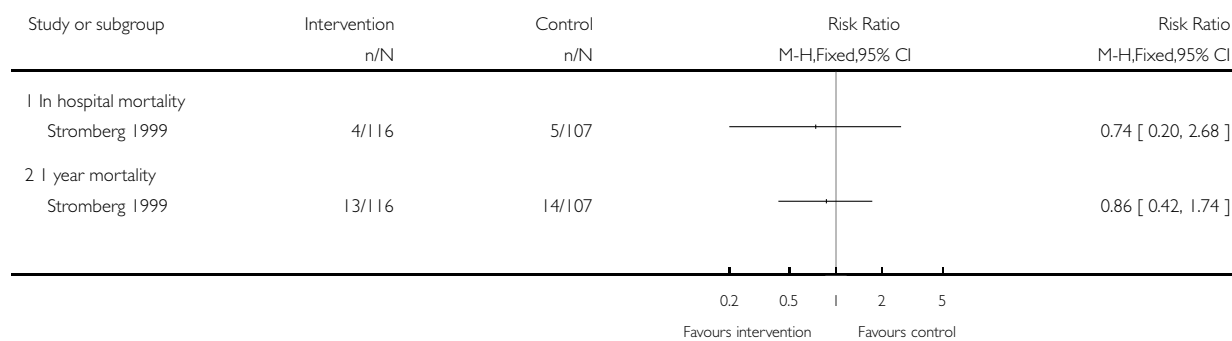 Study or subgroup Intervention Control Risk Ratio Risk Ratio
n/N n/N M-H,Fixed,95% CI M-H,Fixed,95% CI
1 In hospital mortality
Stromberg 1999 4/116 5/107 0.74 [ 0.20, 2.68 ]
2 1 year mortality
Stromberg 1999 13/116 14/107 0.86 [ 0.42, 1.74 ]
0.2 0.5 1 2 5
Favours intervention Favours control